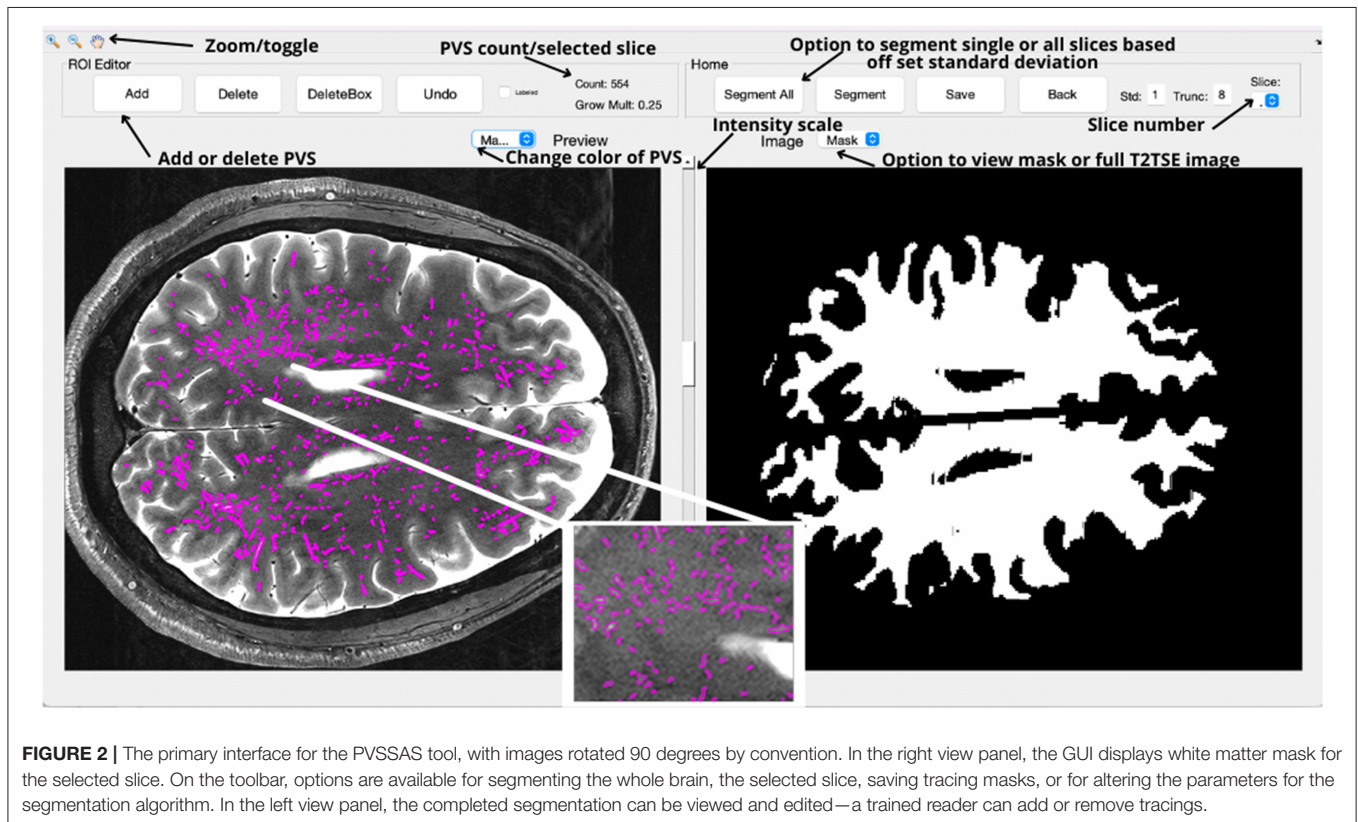 Zoom/toggle
PVS count/selected slice
Option to segment single or all slices based
off set standard deviation
ROI Editor
Home
Add
Delete
DeleteBox
Undo
Labeled
Count: 554
Grow Mult: 0.25
Segment All
Segment
Save
Back
Std: 1
Trunc: 8
Slice:
Intensity scale
Slice number
Ma...
Preview
Image
Mask
Add or delete PVS
Change color of PVS
Option to view mask or full T2TSE image
FIGURE 2 | The primary interface for the PVSSAS tool, with images rotated 90 degrees by convention. In the right view panel, the GUI displays white matter mask for
the selected slice. On the toolbar, options are available for segmenting the whole brain, the selected slice, saving tracing masks, or for altering the parameters for the
segmentation algorithm. In the left view panel, the completed segmentation can be viewed and edited—a trained reader can add or remove tracings.